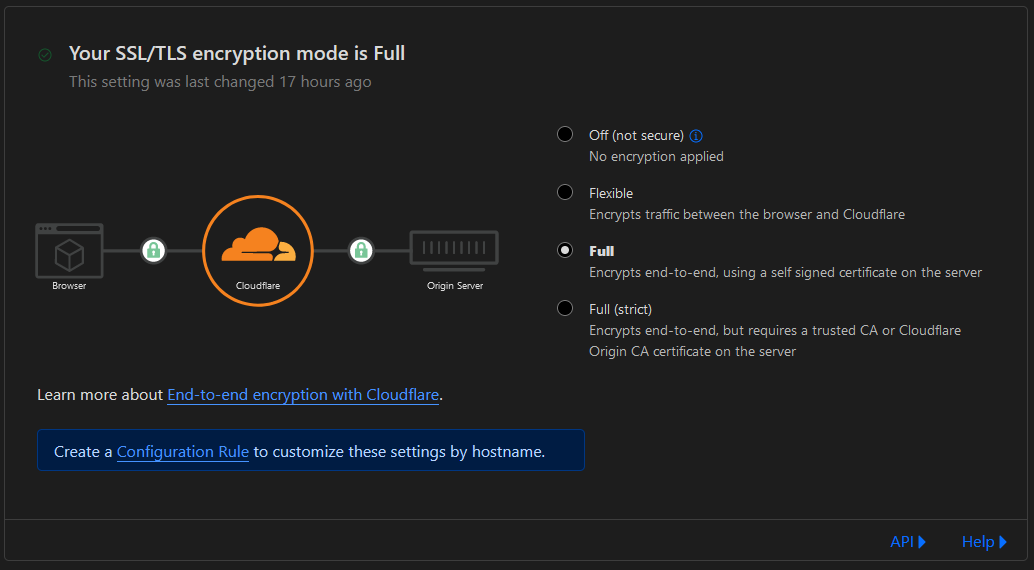 Your SSL/TLS encryption mode is Full
This setting was last changed 17 hours ago
Browser
Cloudflare
Origin Server
Off (not secure)
No encryption applied
Flexible
Encrypts traffic between the browser and Cloudflare
Full
Encrypts end-to-end, using a self signed certificate on the server
Full (strict)
Encrypts end-to-end, but requires a trusted CA or Cloudflare
Origin CA certificate on the server
Learn more about End-to-end encryption with Cloudflare.
Create a Configuration Rule to customize these settings by hostname.
API
Help